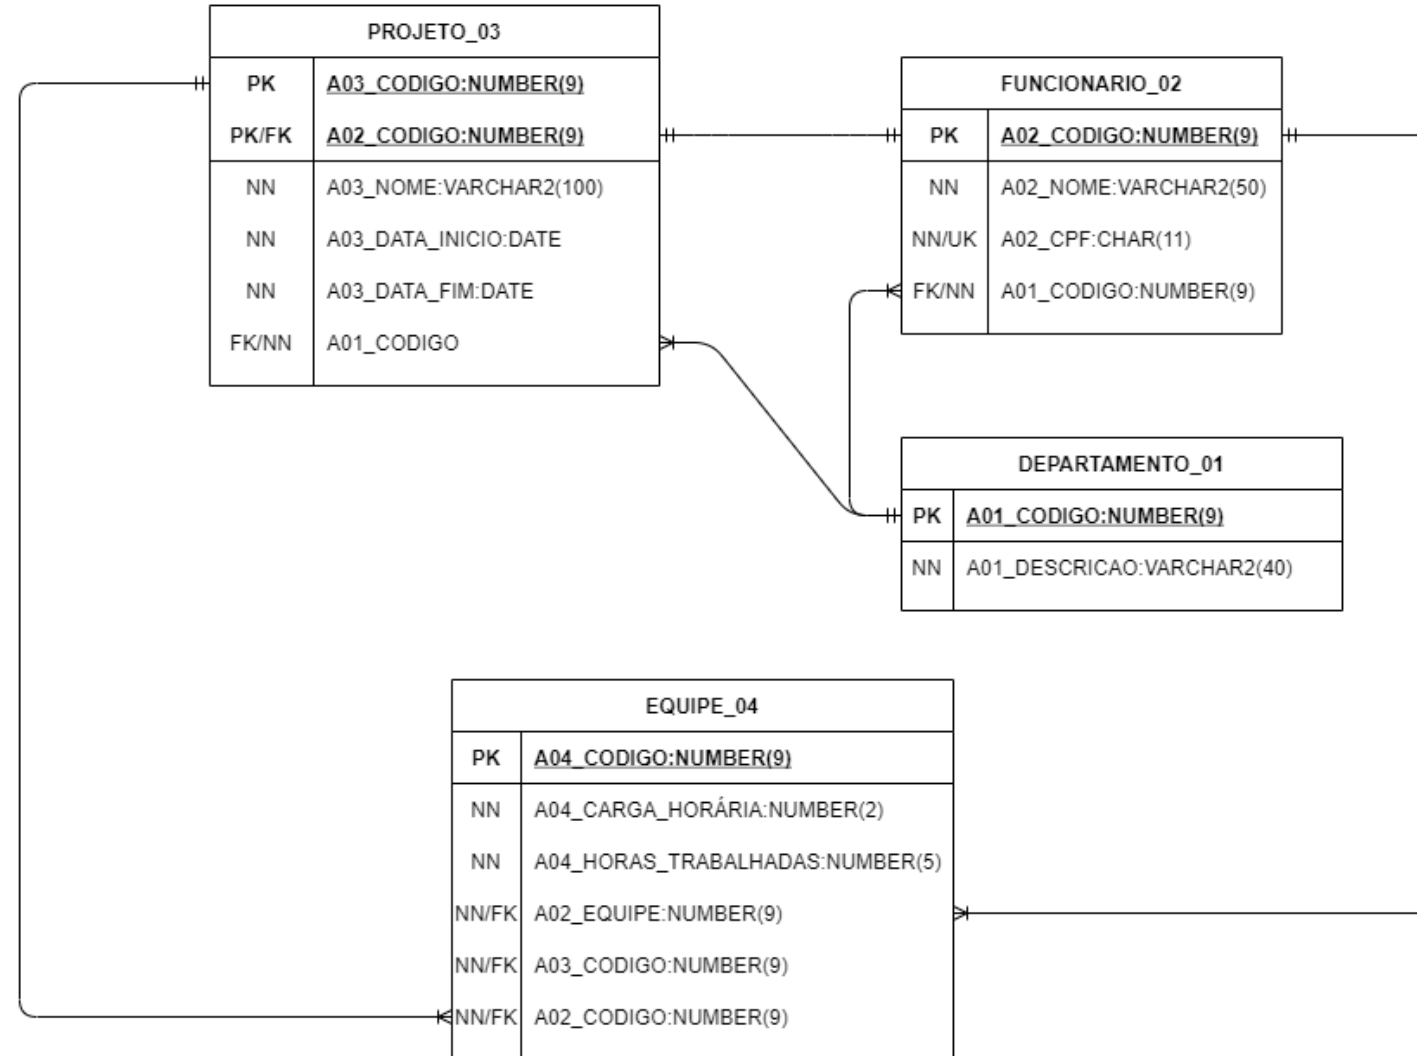 PROJETO_03
PK A03_CODIGO:NUMBER(9)
PK/FK A02_CODIGO:NUMBER(9)
NN A03_NOME:VARCHAR2(100)
NN A03_DATA_INICIO:DATE
NN A03_DATA_FIM:DATE
FK/NN A01_CODIGO
FUNCIONARIO_02
PK A02_CODIGO:NUMBER(9)
NN A02_NOME:VARCHAR2(50)
NN/UK A02_CPF:CHAR(11)
FK/NN A01_CODIGO:NUMBER(9)
DEPARTAMENTO_01
PK A01_CODIGO:NUMBER(9)
NN A01_DESCRICAO:VARCHAR2(40)
EQUIPE_04
PK A04_CODIGO:NUMBER(9)
NN A04_CARGA_HORÁRIA:NUMBER(2)
NN A04_HORAS_TRABALHADAS:NUMBER(5)
NN/FK A02_EQUIPE:NUMBER(9)
NN/FK A03_CODIGO:NUMBER(9)
NN/FK A02_CODIGO:NUMBER(9)